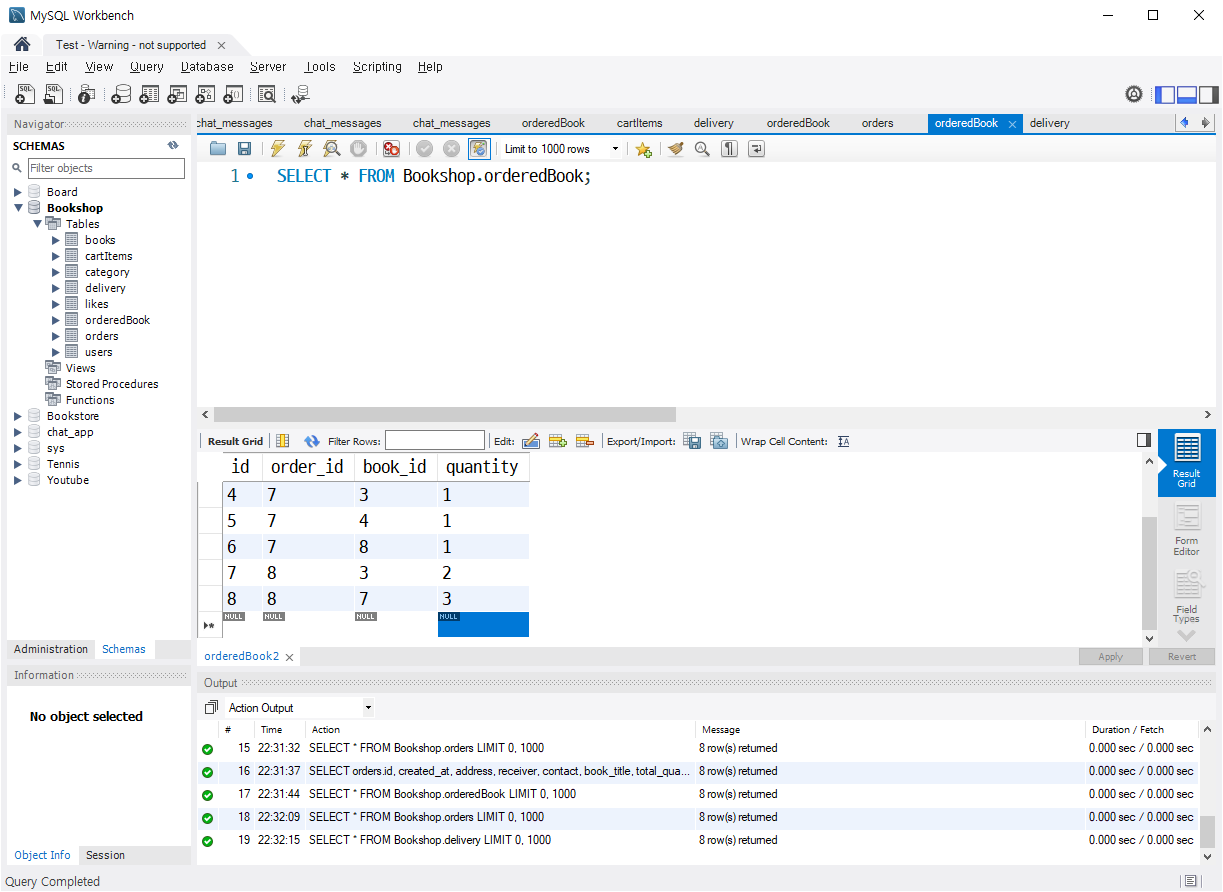 MySQL Workbench
Test - Warning - not supported
File Edit View Query Database Server Tools Scripting Help
Navigator
SCHEMAS
Filter objects
Board
Bookshop
Tables
books
cartItems
category
delivery
likes
orderedBook
orders
users
Views
Stored Procedures
Functions
Bookstore
chat_app
sys
Tennis
Youtube
Administration Schemas
Information
No object selected
Object Info Session
chat_messages chat_messages chat_messages orderedBook cartItems delivery orderedBook orders orderedBook delivery
Limit to 1000 rows
1 SELECT * FROM Bookshop.orderedBook;
Result Grid Filter Rows: Edit: Export/Import: Wrap Cell Content:
id order_id book_id quantity
4 7 3 1
5 7 4 1
6 7 8 1
7 8 3 2
8 8 7 3
NULL NULL NULL NULL
Result Grid
Form Editor
Field Types
orderedBook2
Apply Revert
Output
Action Output
# Time Action Message Duration / Fetch
15 22:31:32 SELECT * FROM Bookshop.orders LIMIT 0, 1000 8 row(s) returned 0.000 sec / 0.000 sec
16 22:31:37 SELECT orders.id, created_at, address, receiver, contact, book_title, total_qua... 8 row(s) returned 0.000 sec / 0.000 sec
17 22:31:44 SELECT * FROM Bookshop.orderedBook LIMIT 0, 1000 8 row(s) returned 0.000 sec / 0.000 sec
18 22:32:09 SELECT * FROM Bookshop.orders LIMIT 0, 1000 8 row(s) returned 0.000 sec / 0.000 sec
19 22:32:15 SELECT * FROM Bookshop.delivery LIMIT 0, 1000 8 row(s) returned 0.000 sec / 0.000 sec
Query Completed